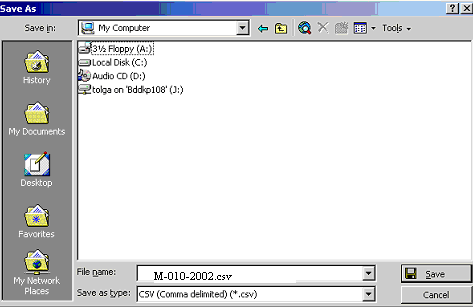 Save As
Save in: My Computer Tools
3½ Floppy (A:)
Local Disk (C:)
Audio CD (D:)
tolga on 'Bddkp108' (J:)
History
My Documents
Desktop
Favorites
My Network
Places
File name: M-010-2002.csv Save
Save as type: CSV (Comma delimited) (*.csv) Cancel